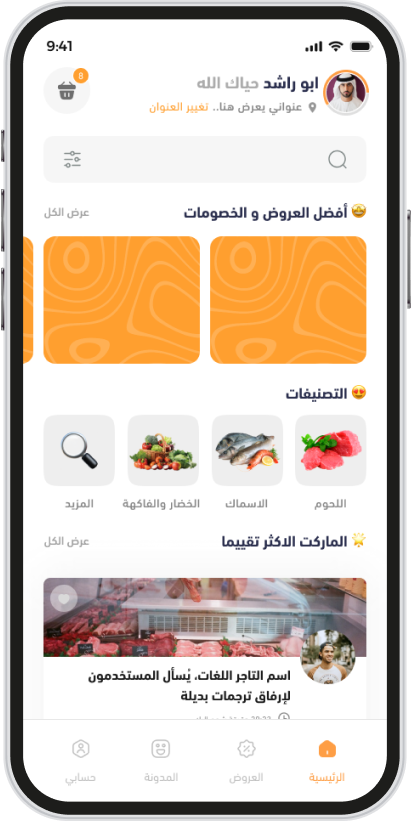 9:41
ابو راشد حياك الله
8
عنواني يعرض هنا.. تغيير العنوان
أفضل العروض و الخصومات
عرض الكل
التصنيفات
اللحوم
الاسماك
الخضار والفاكهة
المزيد
الماركت الاكثر تقييما
عرض الكل
اسم التاجر اللغات، يُسأل المستخدمون
لإرفاق ترجمات بديلة
الرئيسية
العروض
المدونة
حسابي